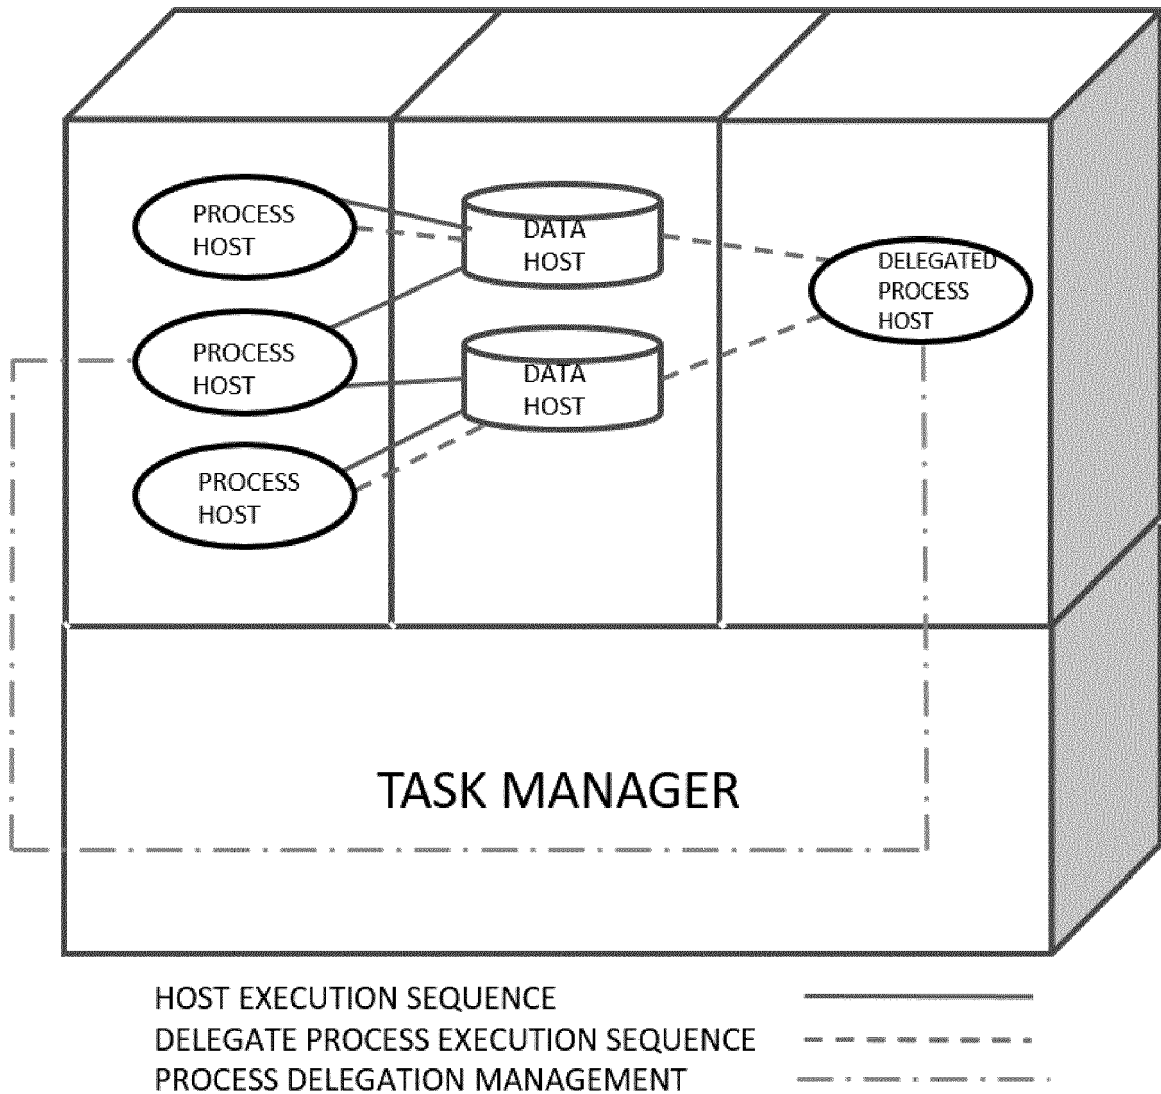 PROCESS
HOST
DATA
HOST
DELEGATED
PROCESS
HOST
PROCESS
HOST
DATA
HOST
PROCESS
HOST
TASK MANAGER
HOST EXECUTION SEQUENCE
DELEGATE PROCESS EXECUTION SEQUENCE
PROCESS DELEGATION MANAGEMENT